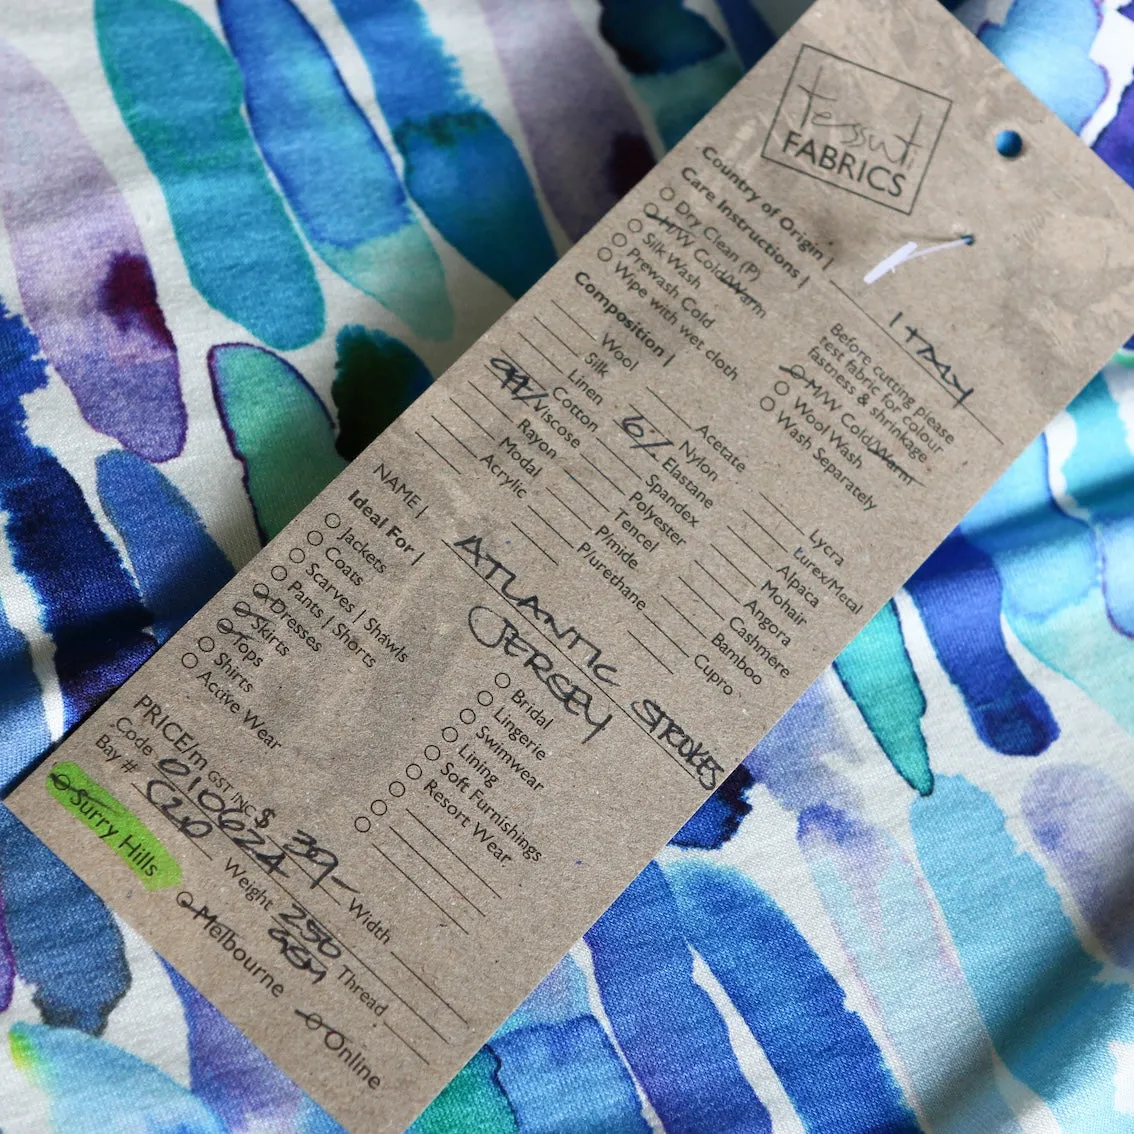 Tessuti
FABRICS
Country of Origin | ITALY
Care Instructions |
Dry Clean (P)
H/W Cold/Warm
Silk Wash
Prewash Cold
Wipe with wet cloth
Before cutting please
test fabric for colour
fastness & shrinkage.
M/W Cold/Warm
Wool Wash
Wash Separately
Composition |
Wool
Silk
Linen
Cotton
94% Viscose
Rayon
Modal
Acrylic
Acetate
Nylon
6% Elastane
Spandex
Polyester
Tencel
P/mide
P/urethane
Lycra
Lurex/Metal
Alpaca
Mohair
Angora
Cashmere
Bamboo
Cupro
NAME | ATLANTIC STROKES
JERSEY
Ideal For |
Jackets
Coats
Scarves | Shawls
Pants | Shorts
Dresses
Skirts
Tops
Shirts
Active Wear
Bridal
Lingerie
Swimwear
Lining
Soft Furnishings
Resort Wear
PRICE/m GST INC $ 39- Width
Code 010624 Weight 250 GSM Thread
Bay # C20
Surry Hills Melbourne Online